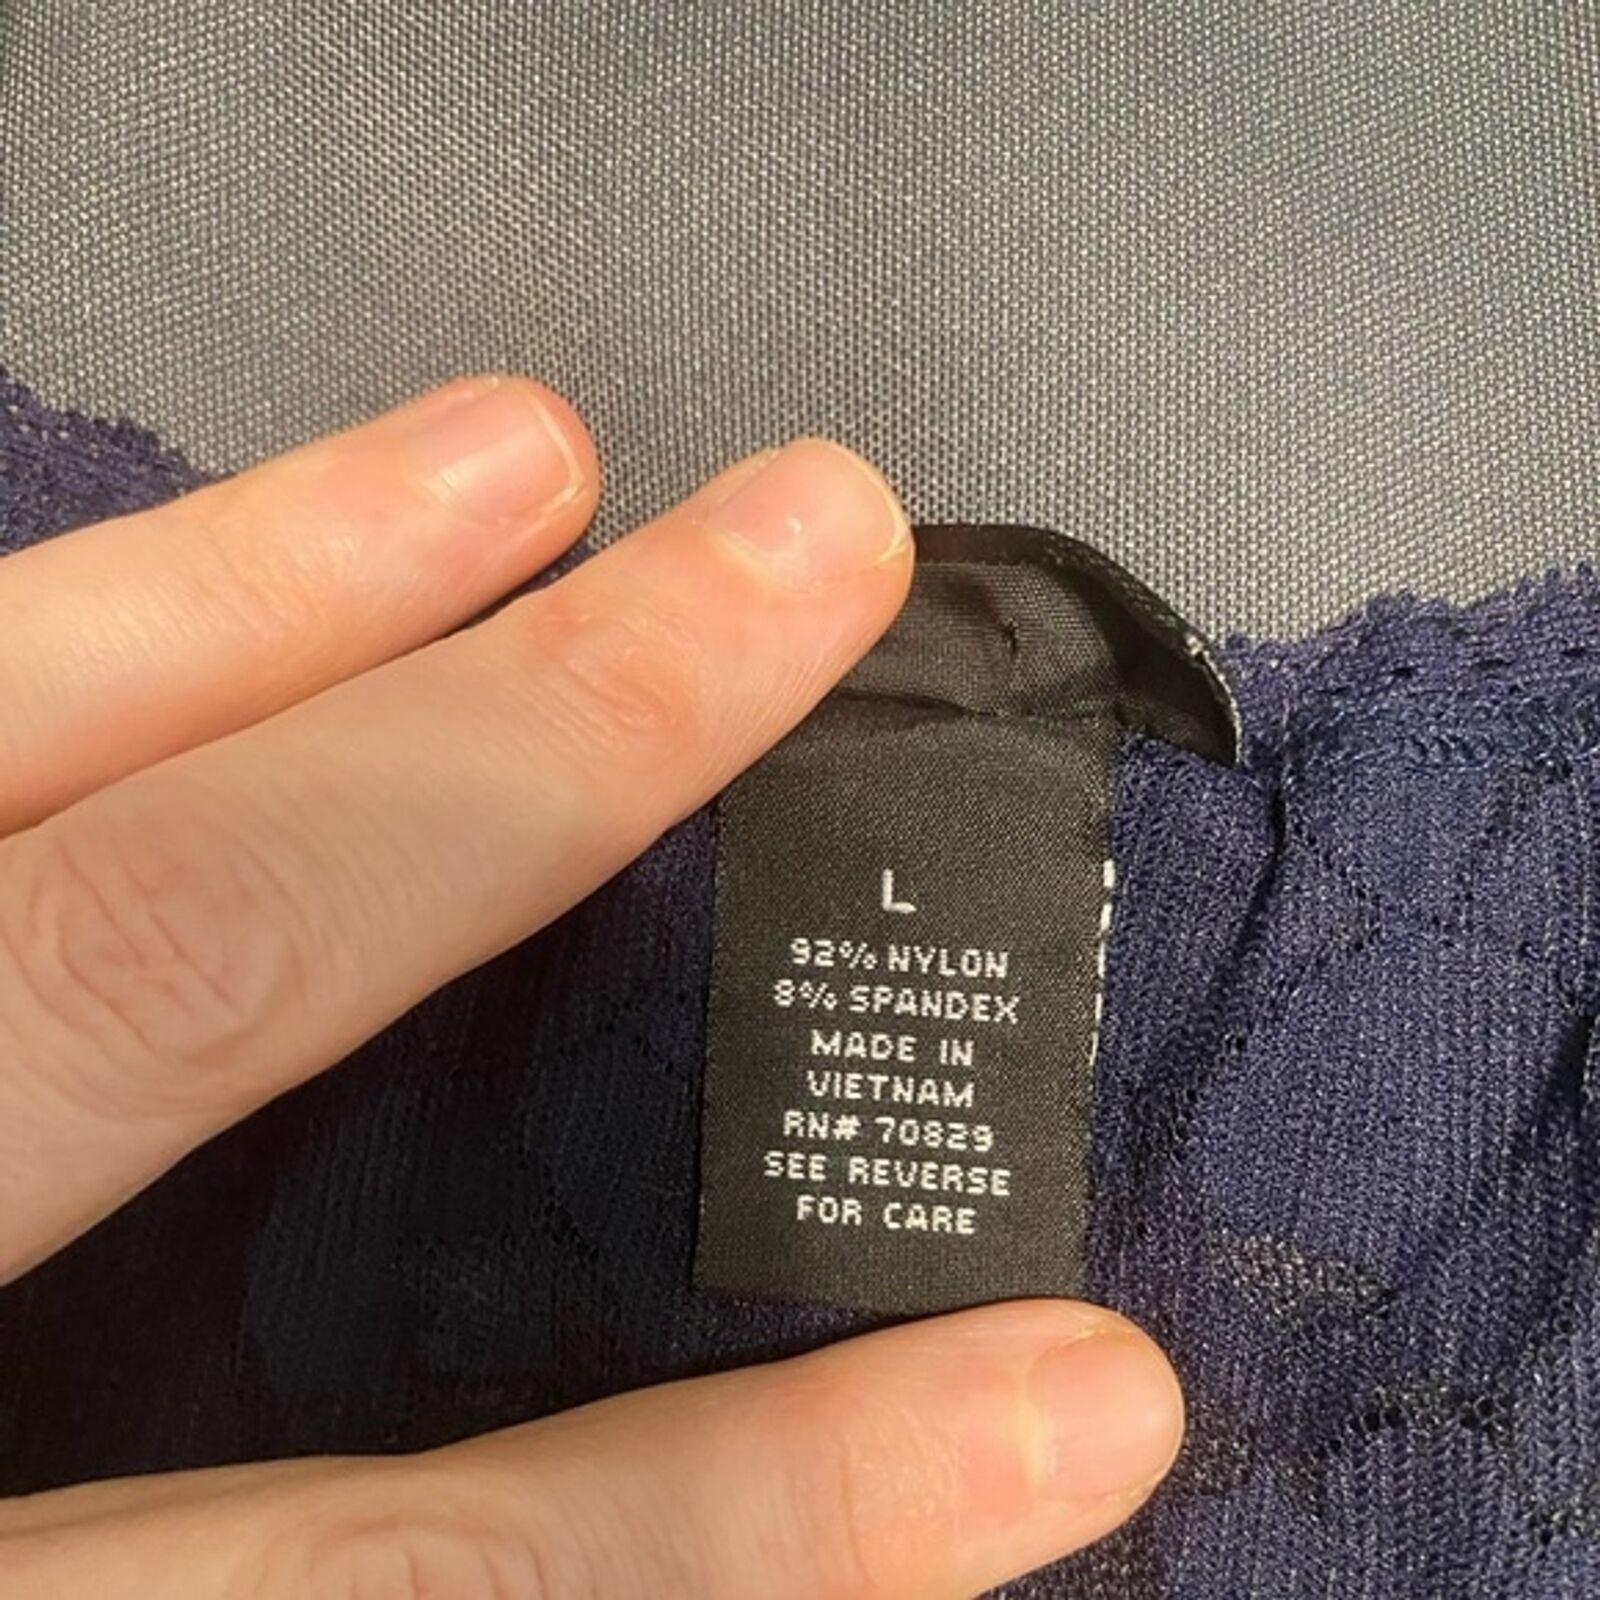 L
92% NYLON
8% SPANDEX
MADE IN
VIETNAM
RN# 70829
SEE REVERSE
FOR CARE